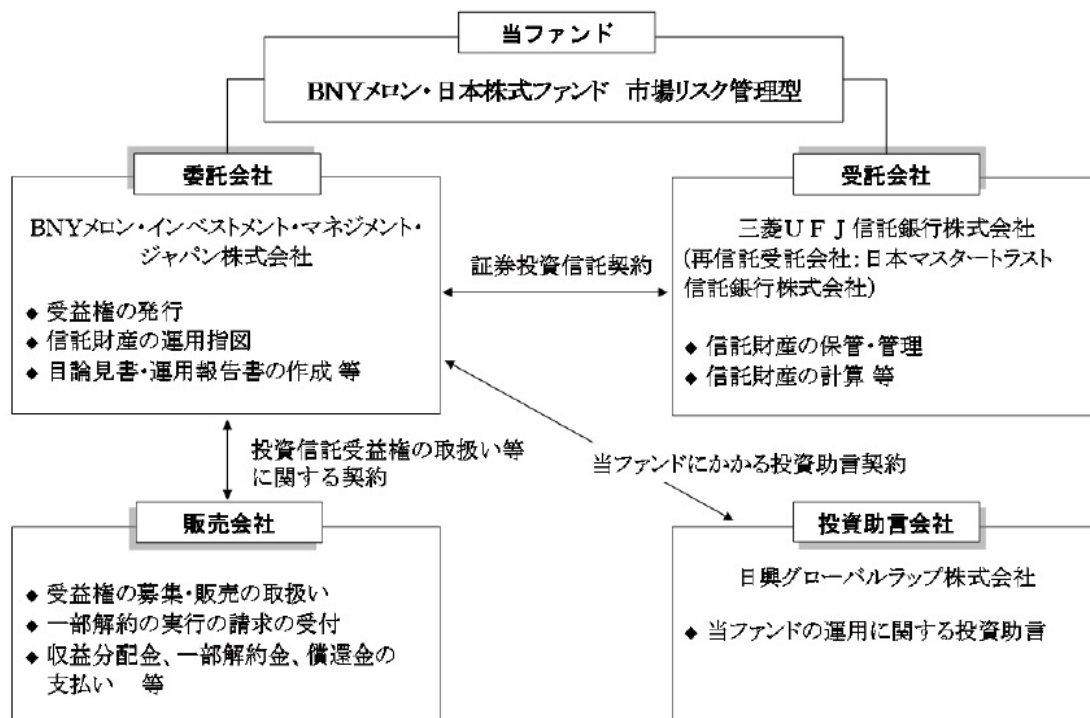 当ファンド
BNYメロン・日本株式ファンド 市場リスク管理型
委託会社
BNYメロン・インベストメント・マネジメント・
ジャパン株式会社
◆ 受益権の発行
◆ 信託財産の運用指図
◆ 目論見書・運用報告書の作成 等
証券投資信託契約
受託会社
三菱UFJ信託銀行株式会社
(再信託受託会社:日本マスタートラスト
信託銀行株式会社)
◆ 信託財産の保管・管理
◆ 信託財産の計算 等
投資信託受益権の取扱い等
に関する契約
当ファンドにかかる投資助言契約
販売会社
◆ 受益権の募集・販売の取扱い
◆ 一部解約の実行の請求の受付
◆ 収益分配金、一部解約金、償還金の
支払い 等
投資助言会社
日興グローバルラップ株式会社
◆ 当ファンドの運用に関する投資助言